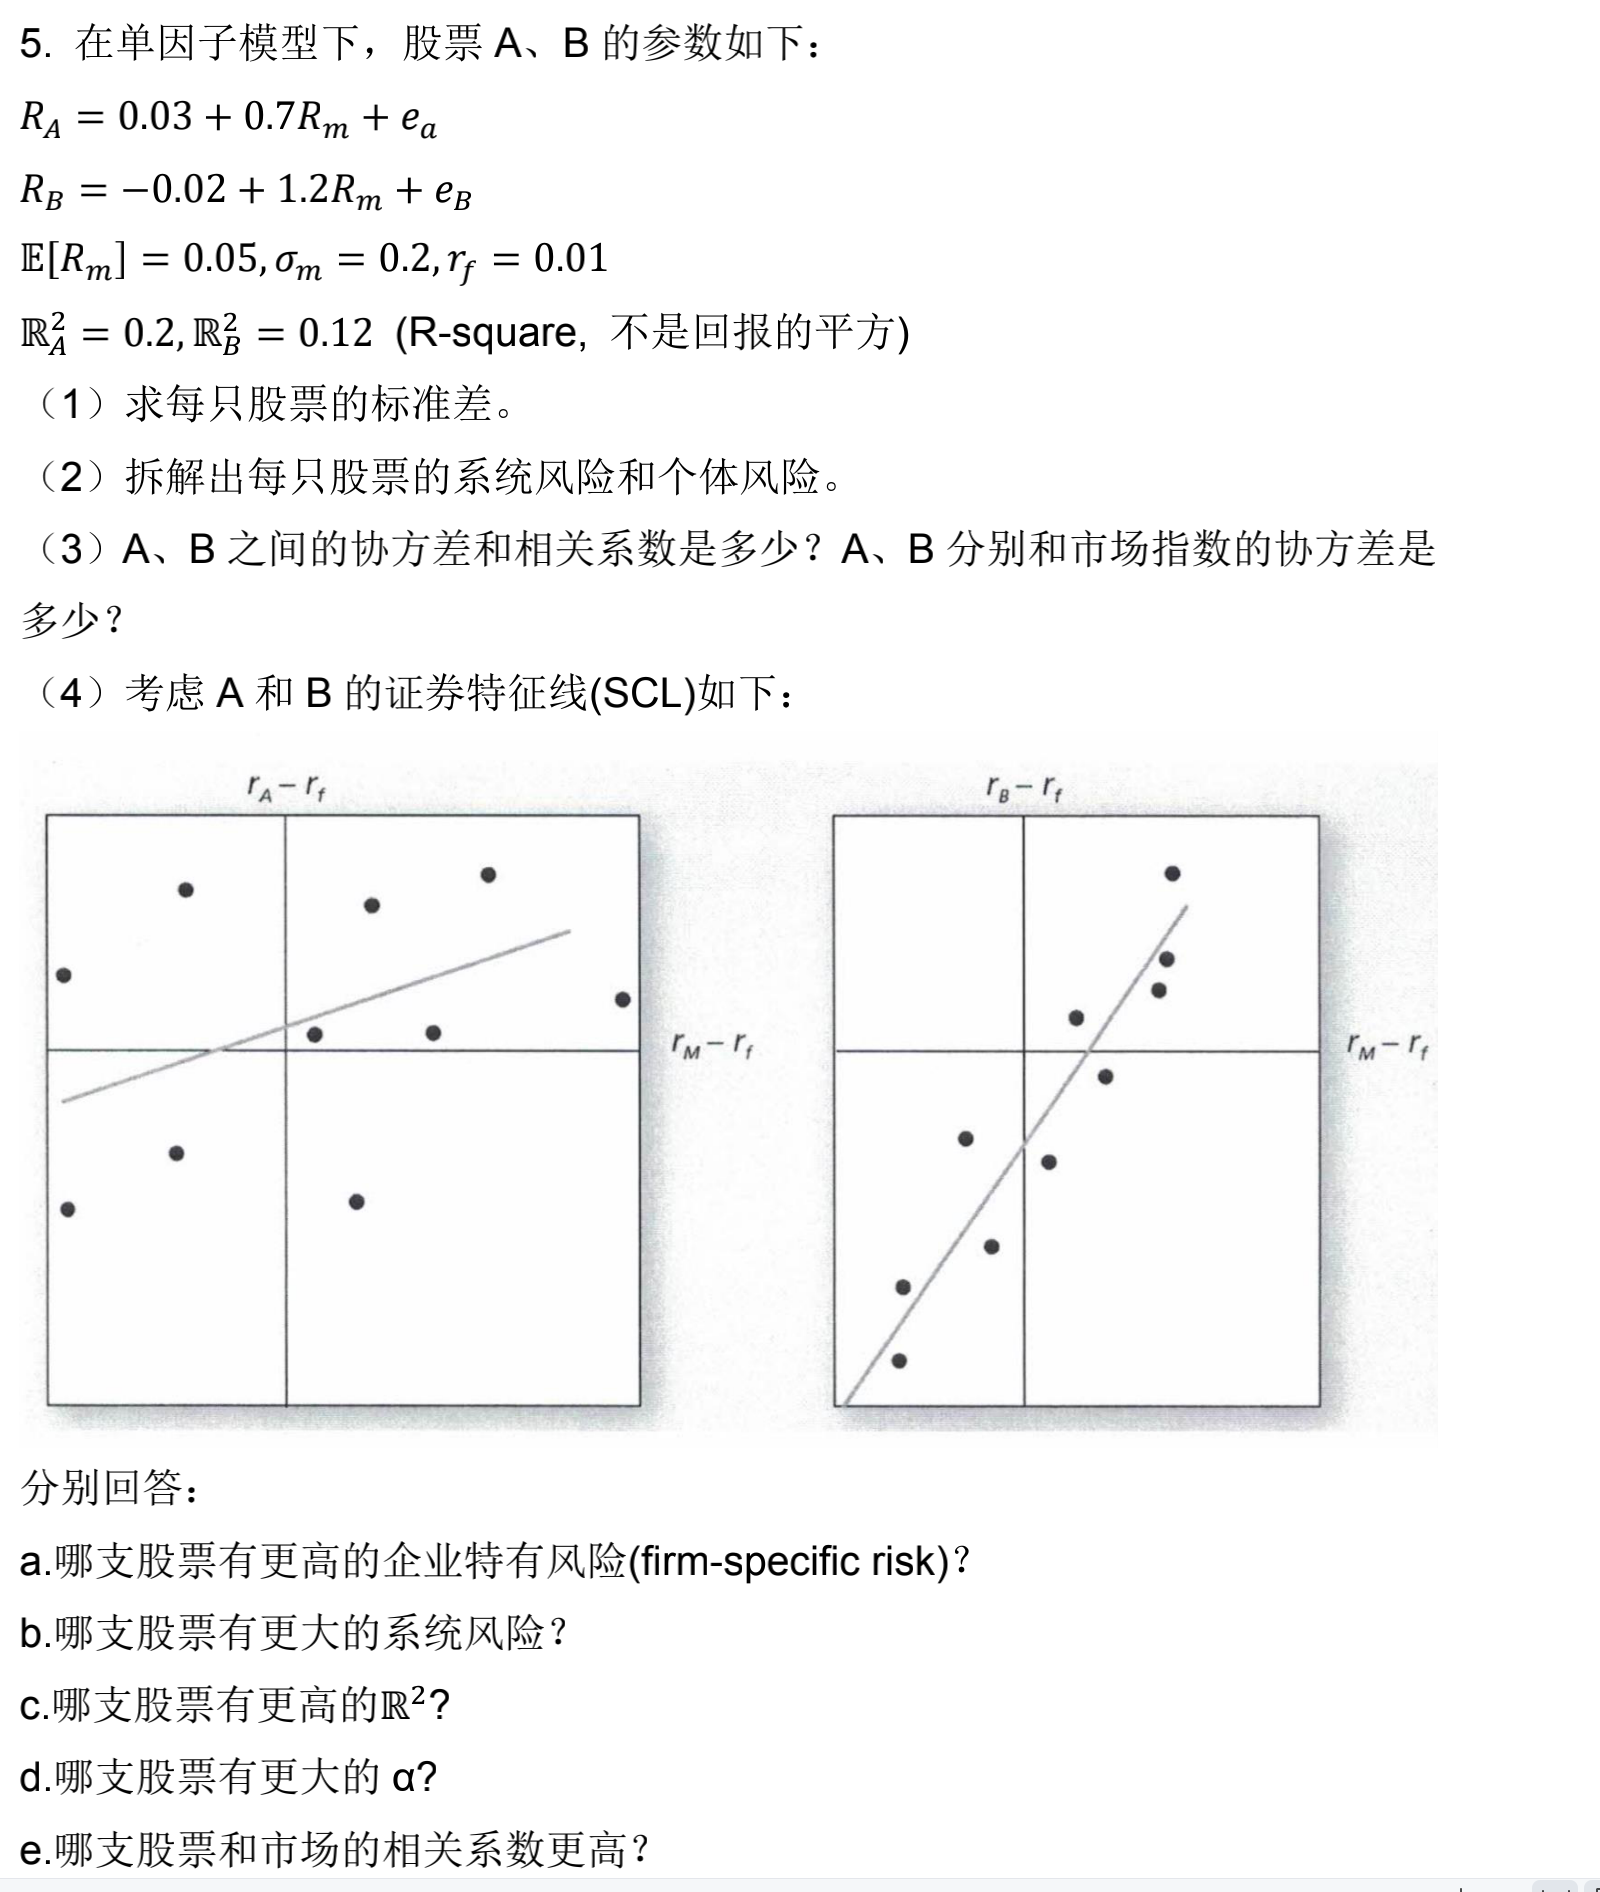 5. 在单因子模型下，股票 A、B 的参数如下：
R_A = 0.03 + 0.7R_m + e_a
R_B = −0.02 + 1.2R_m + e_B
𝔼[R_m] = 0.05, σ_m = 0.2, r_f = 0.01
ℝ_A^2 = 0.2, ℝ_B^2 = 0.12 (R-square, 不是回报的平方)
（1）求每只股票的标准差。
（2）拆解出每只股票的系统风险和个体风险。
（3）A、B 之间的协方差和相关系数是多少？A、B 分别和市场指数的协方差是
多少？
（4）考虑 A 和 B 的证券特征线(SCL)如下：
r_A − r_f
r_B − r_f
r_M − r_f
r_M − r_f
分别回答：
a.哪支股票有更高的企业特有风险(firm-specific risk)？
b.哪支股票有更大的系统风险？
c.哪支股票有更高的ℝ²?
d.哪支股票有更大的 α?
e.哪支股票和市场的相关系数更高？